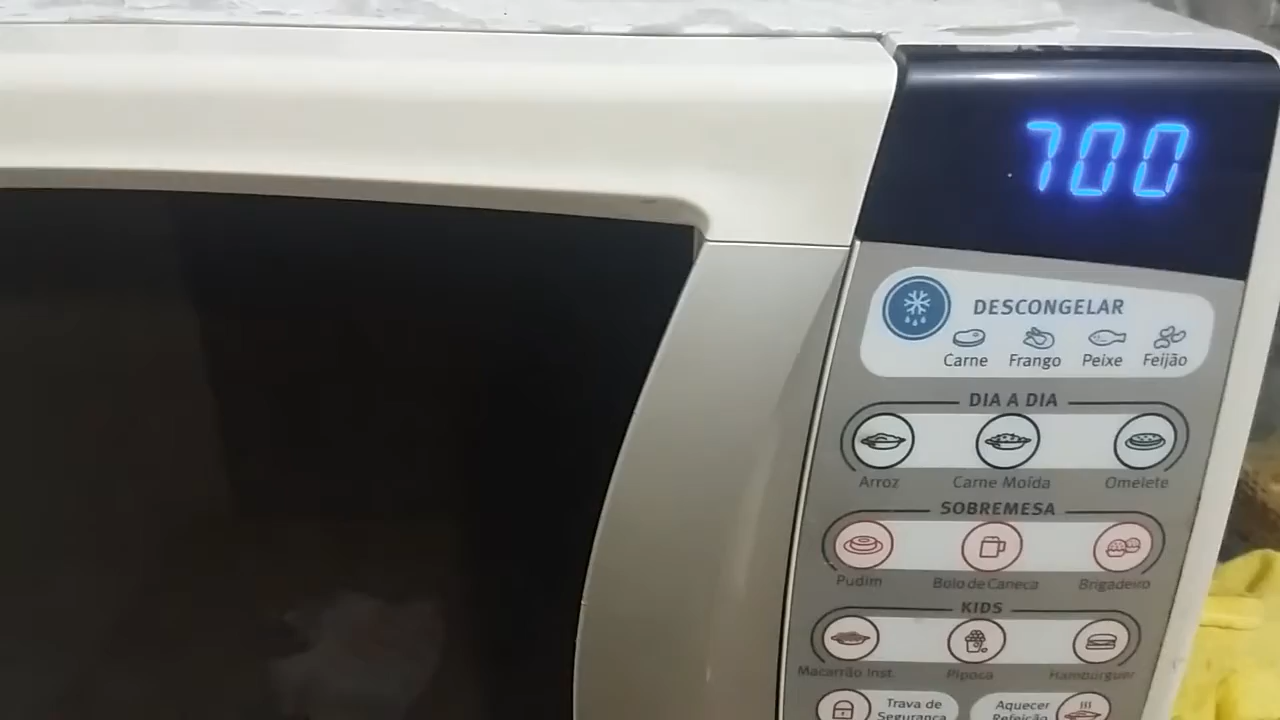 700
DESCONGELAR
Carne Frango Peixe Feijão
DIA A DIA
Arroz Carne Moída Omelete
SOBREMESA
Pudim Bolo de Caneca Brigadeiro
KIDS
Macarrão Inst. Pipoca Hamburguer
Trava de Aquecer
Segurança Refeição